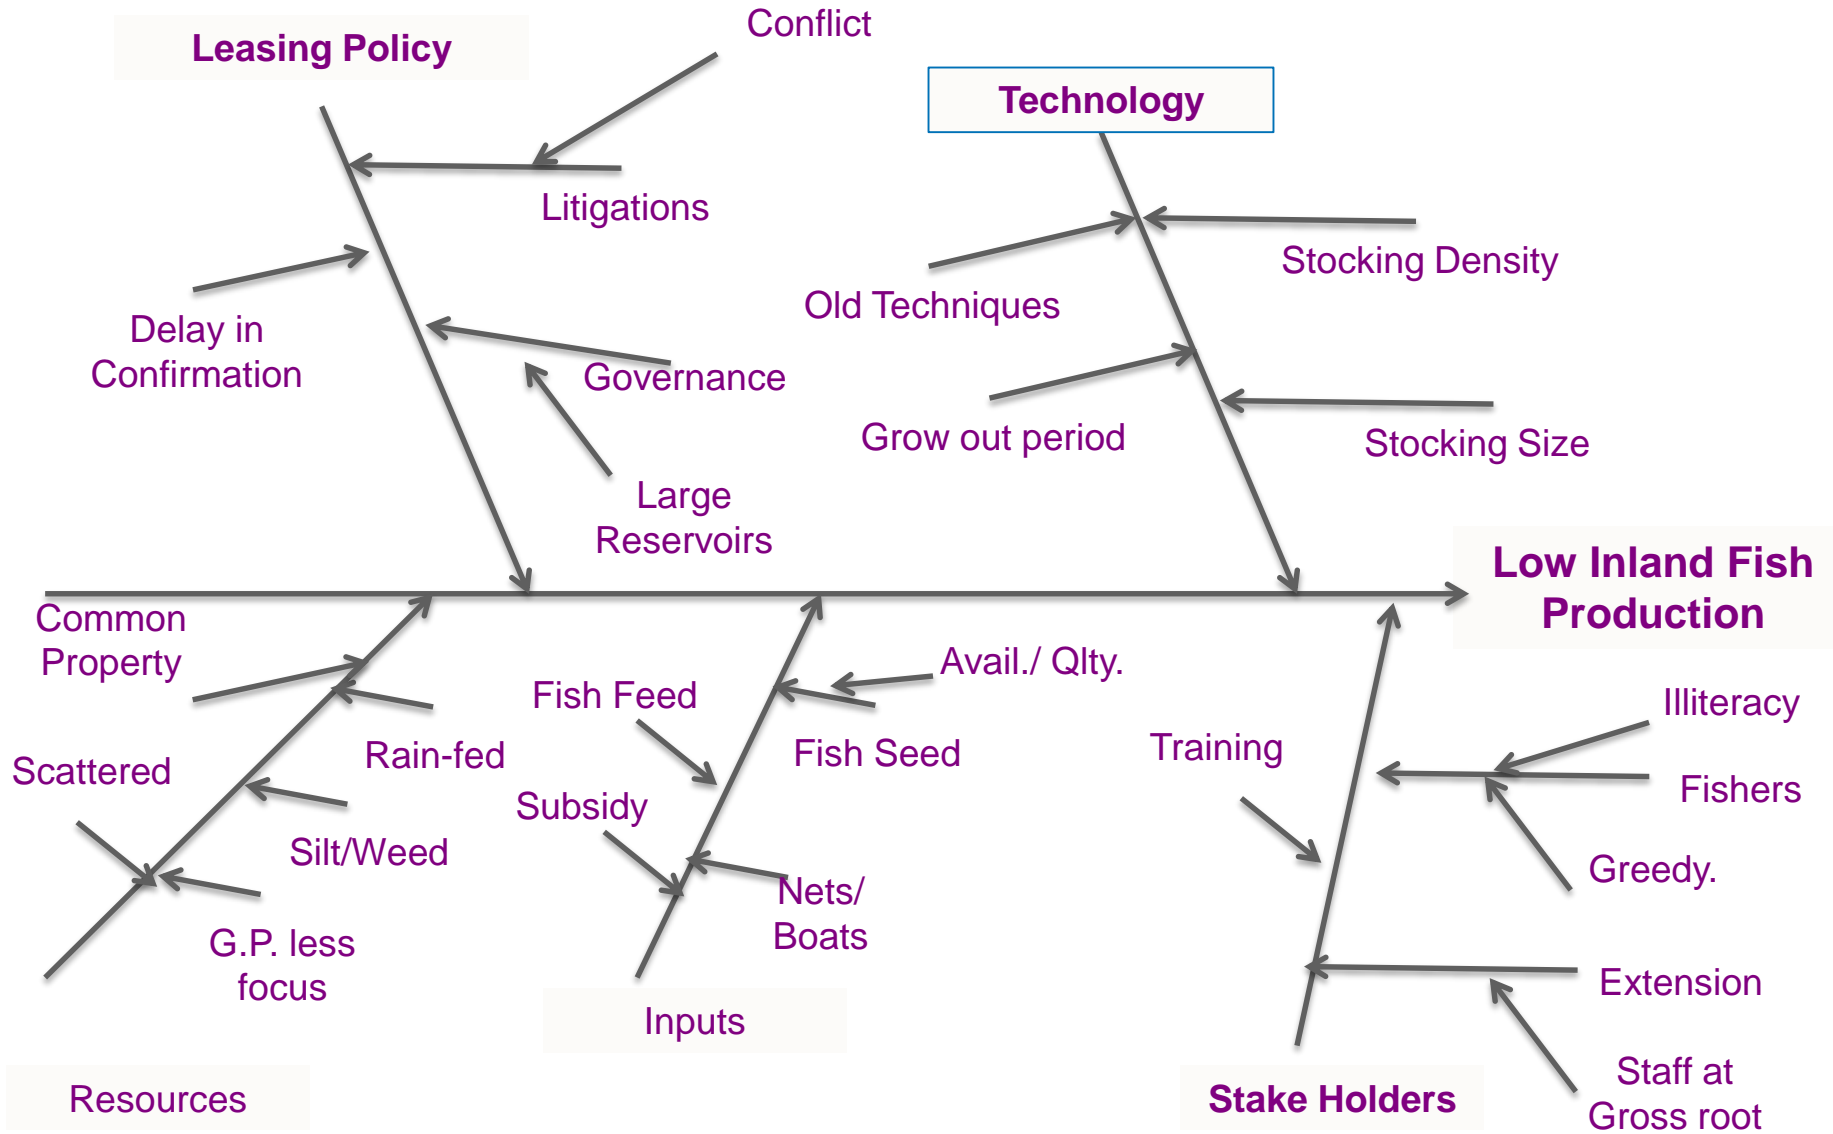 Conflict
Leasing Policy
Technology
Litigations
Stocking Density
Old Techniques
Delay in
Confirmation
Governance
Grow out period
Stocking Size
Large
Reservoirs
Low Inland Fish
Production
Common
Property
Avail./ Qlty.
Fish Feed
Illiteracy
Rain-fed
Fish Seed
Training
Scattered
Subsidy
Fishers
Silt/Weed
Greedy.
Nets/
Boats
G.P. less
focus
Extension
Inputs
Resources
Stake Holders
Staff at
Gross root